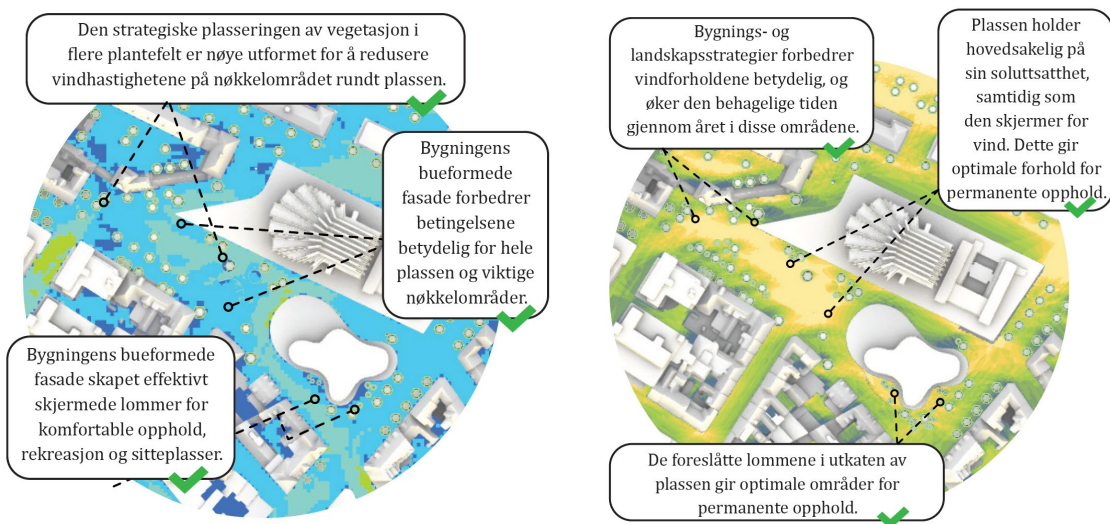 Den strategiske plasseringen av vegetasjon i
flere plantefelt er nøye utformet for å redusere
vindhastighetene på nøkkelområdet rundt plassen.
Bygningens
bueformede
fasade forbedrer
betingelsene
betydelig for hele
plassen og viktige
nøkkelområder.
Bygningens bueformede
fasade skapet effektivt
skjermede lommer for
komfortable opphold,
rekreasjon og sitteplasser.
Bygnings- og
landskapsstrategier forbedrer
vindforholdene betydelig, og
øker den behagelige tiden
gjennom året i disse områdene.
Plassen holder
hovedsakelig på
sin soluttsatthet,
samtidig som
den skjermer for
vind. Dette gir
optimale forhold for
permanente opphold.
De foreslåtte lommene i utkaten av
plassen gir optimale områder for
permanente opphold.